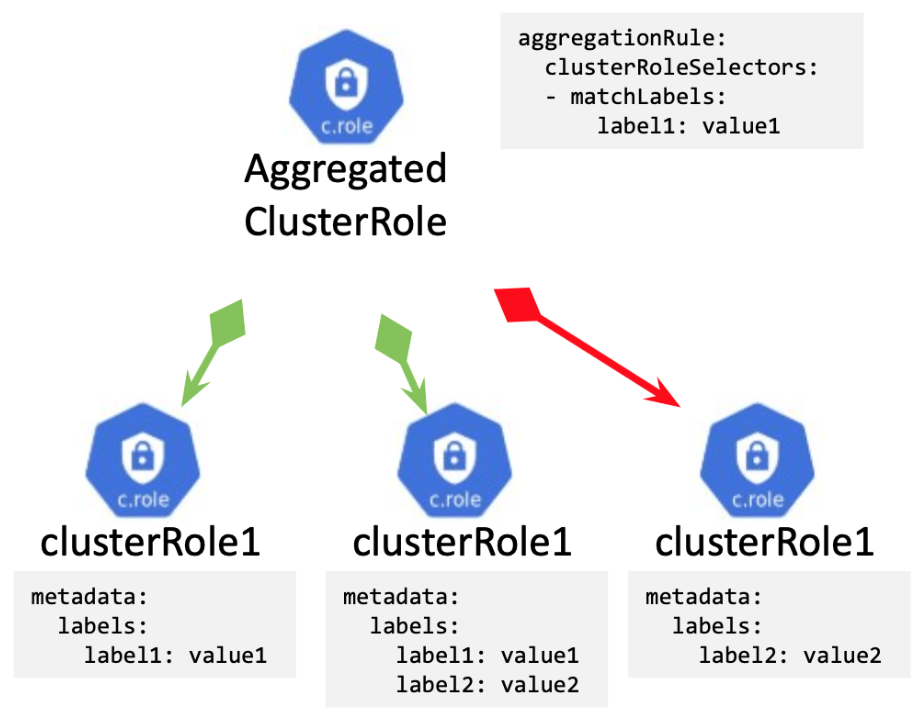 c.role
Aggregated
ClusterRole
aggregationRule:
  clusterRoleSelectors:
  - matchLabels:
      label1: value1
c.role
clusterRole1
metadata:
  labels:
    label1: value1
c.role
clusterRole1
metadata:
  labels:
    label1: value1
    label2: value2
c.role
clusterRole1
metadata:
  labels:
    label2: value2